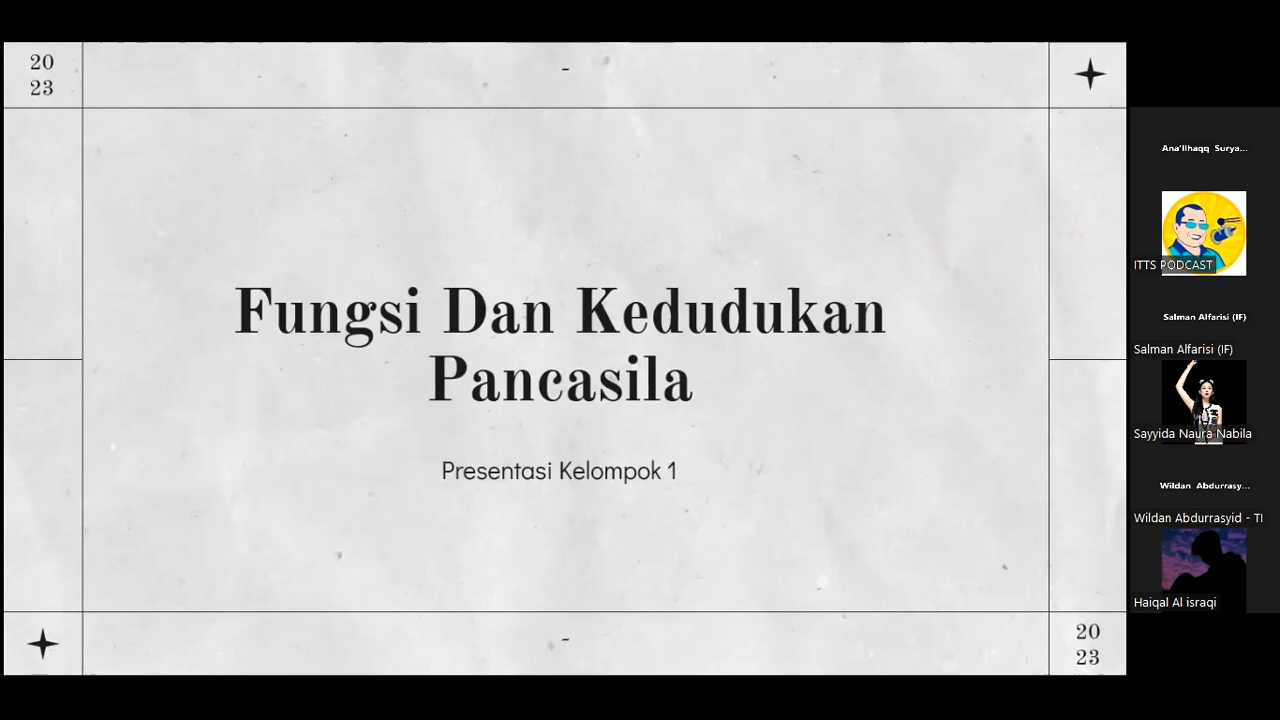 20
23
-
Fungsi Dan Kedudukan
Pancasila
Presentasi Kelompok 1
-
20
23
Ana'llhaqq Surya...
ITTS PODCAST
Salman Alfarisi (IF)
Salman Alfarisi (IF)
Sayyida Naura Nabila
Wildan Abdurrasy...
Wildan Abdurrasyid - TI
Haiqal Al israqi